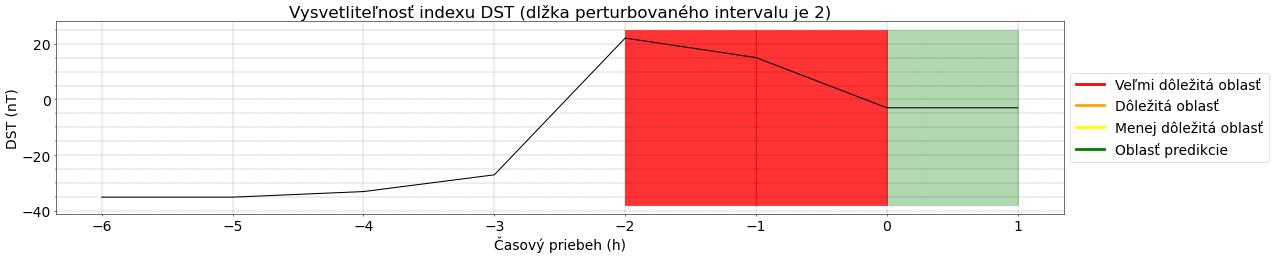 Vysvetliteľnosť indexu DST (dĺžka perturbovaného intervalu je 2)
DST (nT)
20
0
−20
−40
−6 −5 −4 −3 −2 −1 0 1
Časový priebeh (h)
Veľmi dôležitá oblasť
Dôležitá oblasť
Menej dôležitá oblasť
Oblasť predikcie